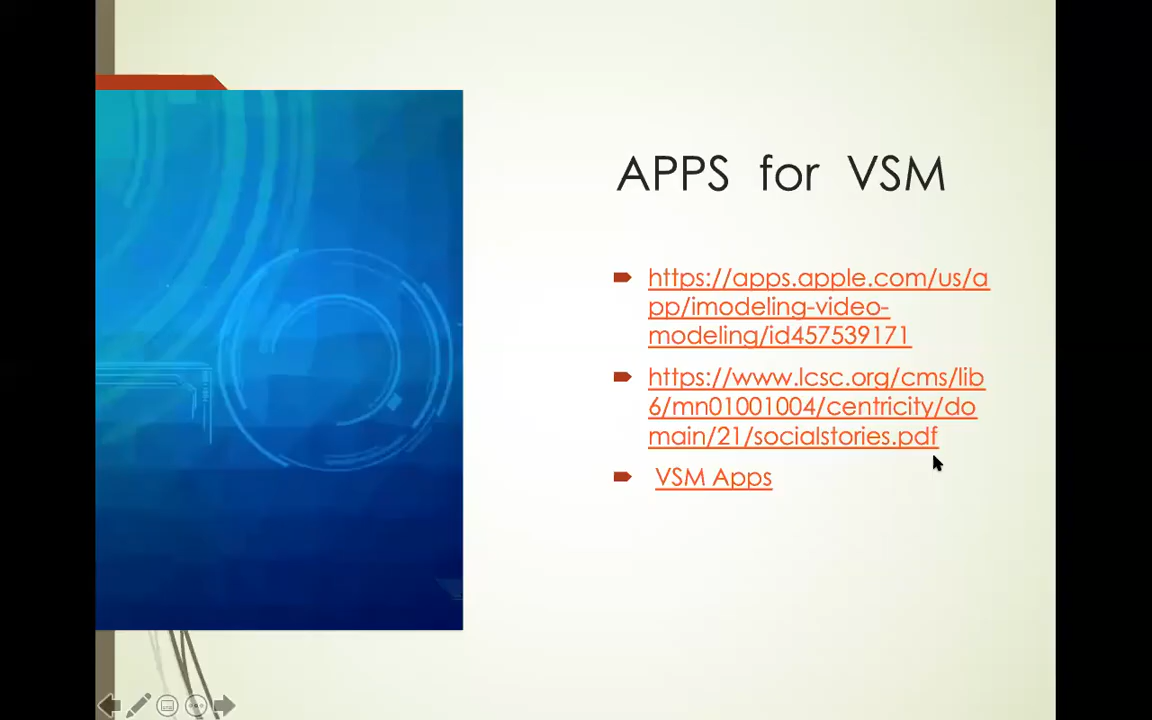 APPS for VSM
https://apps.apple.com/us/a
pp/imodeling-video-
modeling/id457539171
https://www.lcsc.org/cms/lib
6/mn01001004/centricity/do
main/21/socialstories.pdf
VSM Apps